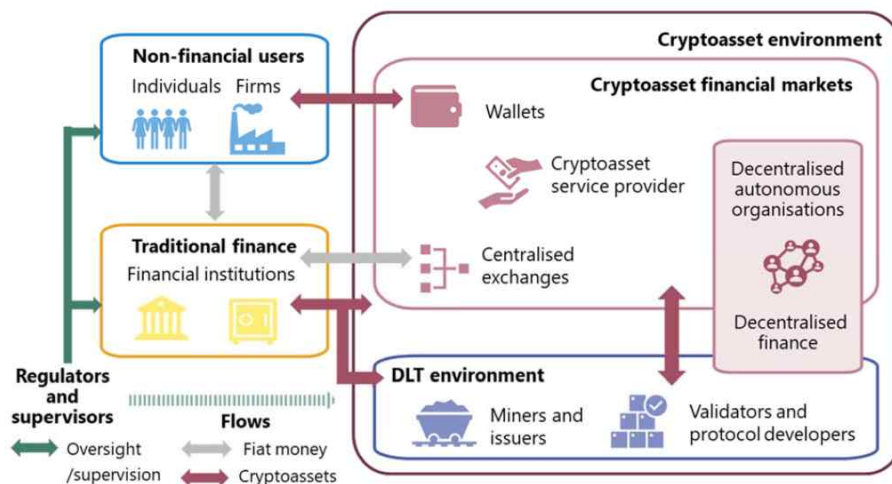 Cryptoasset environment
Non-financial users
Individuals Firms
Cryptoasset financial markets
Wallets
Cryptoasset
service provider
Centralised
exchanges
Decentralised
autonomous
organisations
Decentralised
finance
Traditional finance
Financial institutions
DLT environment
Miners and
issuers
Validators and
protocol developers
Regulators
and
supervisors
Flows
Oversight
/supervision
Fiat money
Cryptoassets